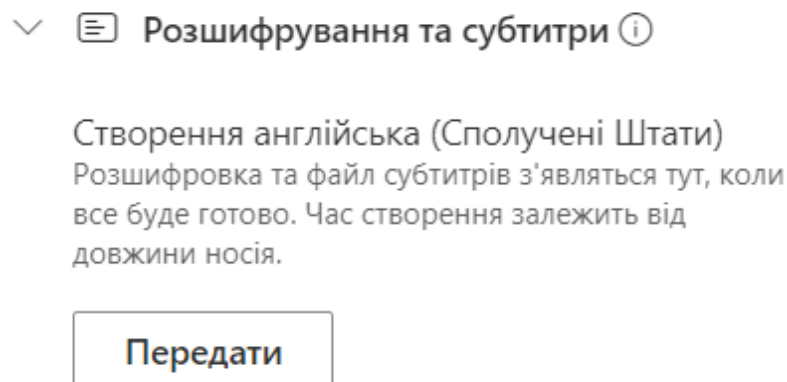 Розшифрування та субтитри
Створення англійська (Сполучені Штати)
Розшифровка та файл субтитрів з'являться тут, коли
все буде готово. Час створення залежить від
довжини носія.
Передати